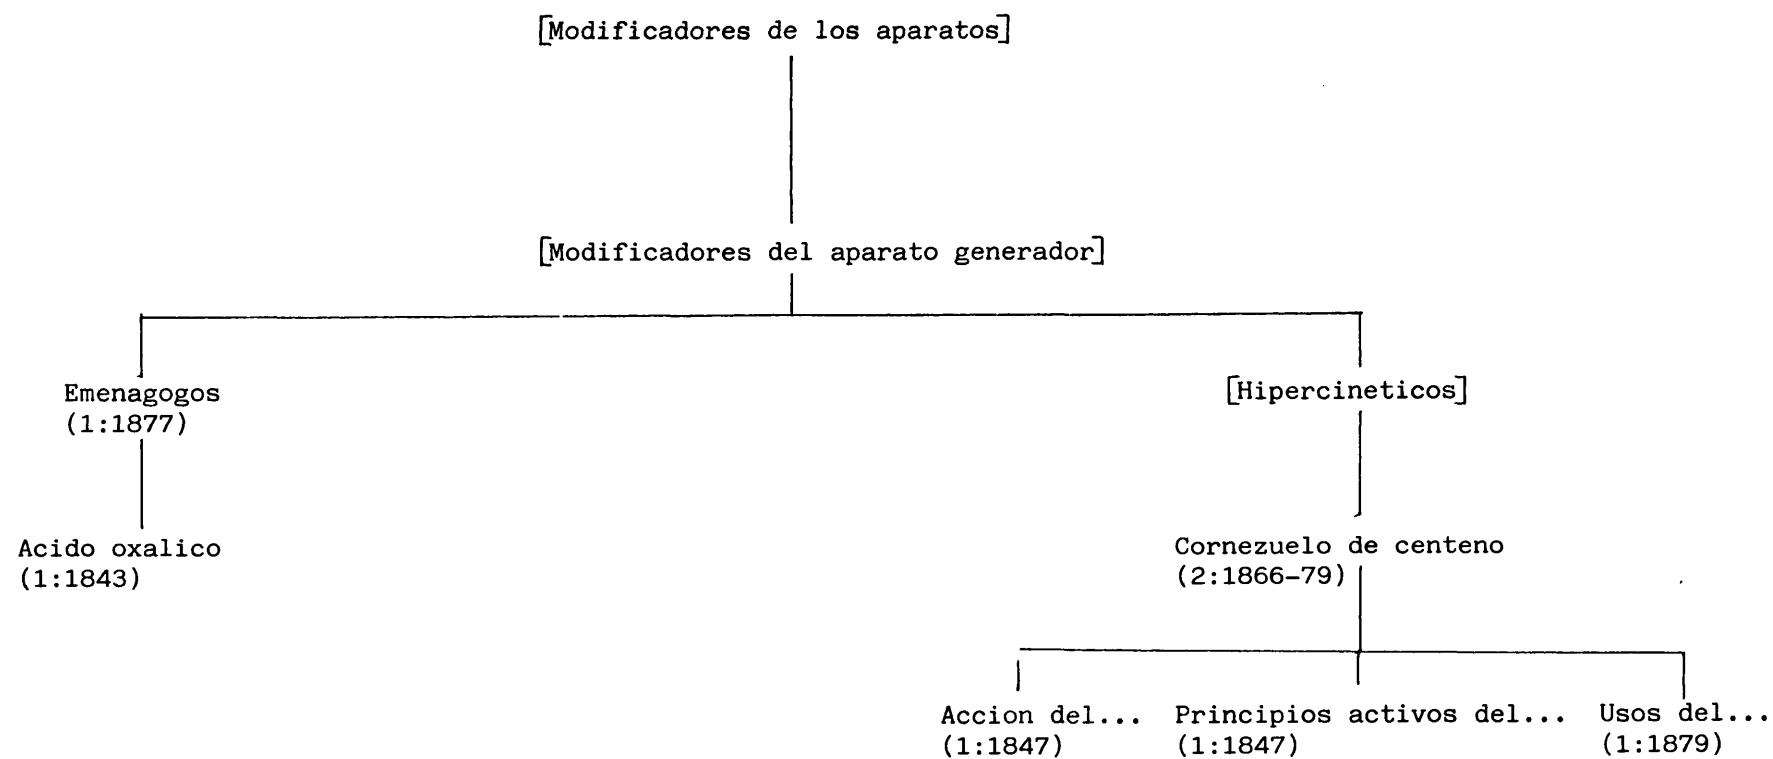 [Modificadores de los aparatos]
[Modificadores del aparato generador]
Emenagogos
(1:1877)
[Hipercineticos]
Acido oxalico
(1:1843)
Cornezuelo de centeno
(2:1866-79)
Accion del...
(1:1847)
Principios activos del...
(1:1847)
Usos del...
(1:1879)